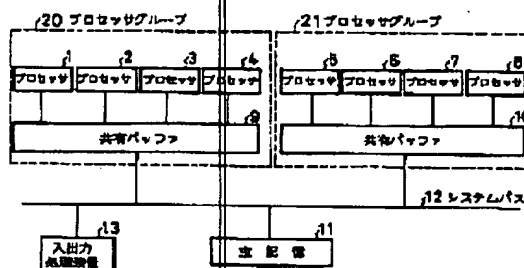 20 プロセッサグループ
21 プロセッサグループ
1 2 3 4
プロセッサ プロセッサ プロセッサ プロセッサ
5 6 7 8
プロセッサ プロセッサ プロセッサ プロセッサ
9
共有バッファ
10
共有バッファ
12 システムバス
13
入出力
処理装置
11
主記憶